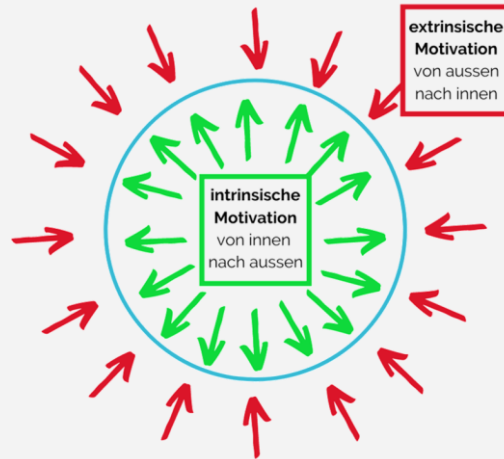 extrinsische
Motivation
von aussen
nach innen
intrinsische
Motivation
von innen
nach aussen